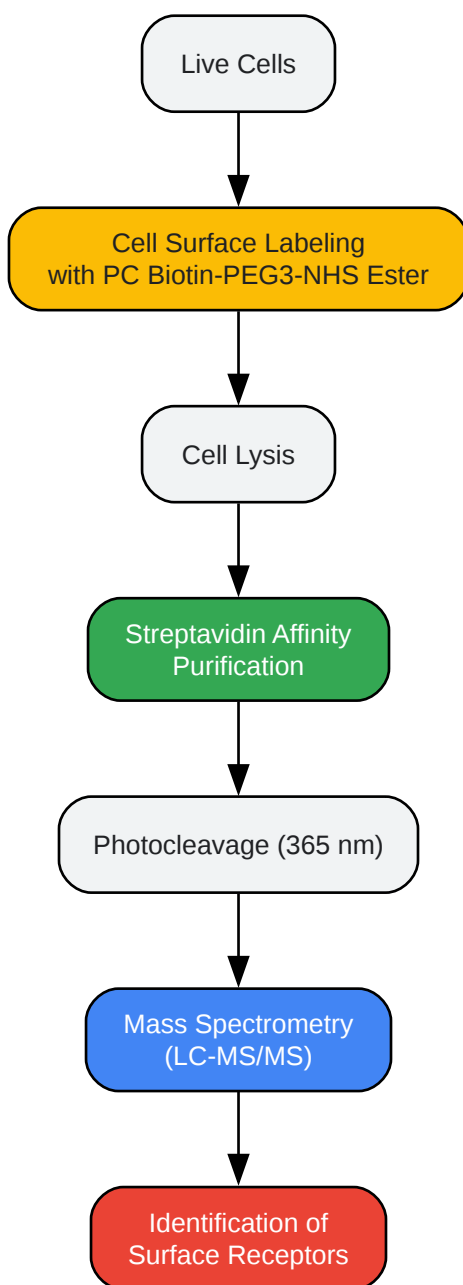 Live Cells
Cell Surface Labeling
with PC Biotin-PEG3-NHS Ester
Cell Lysis
Streptavidin Affinity
Purification
Photocleavage (365 nm)
Mass Spectrometry
(LC-MS/MS)
Identification of
Surface Receptors